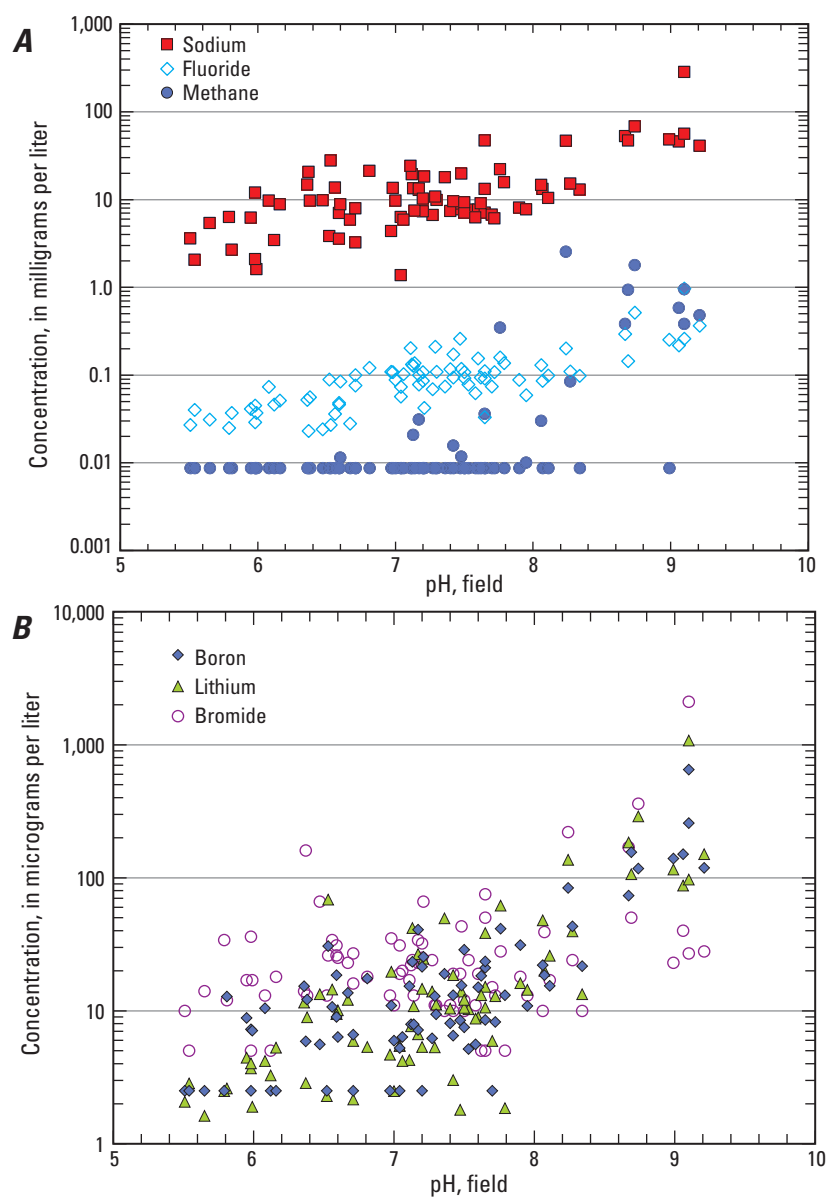 A
Sodium
Fluoride
Methane
Concentration, in milligrams per liter
1,000
100
10
1.0
0.1
0.01
0.001
5 6 7 8 9 10
pH, field
B
Boron
Lithium
Bromide
Concentration, in micrograms per liter
10,000
1,000
100
10
1
5 6 7 8 9 10
pH, field